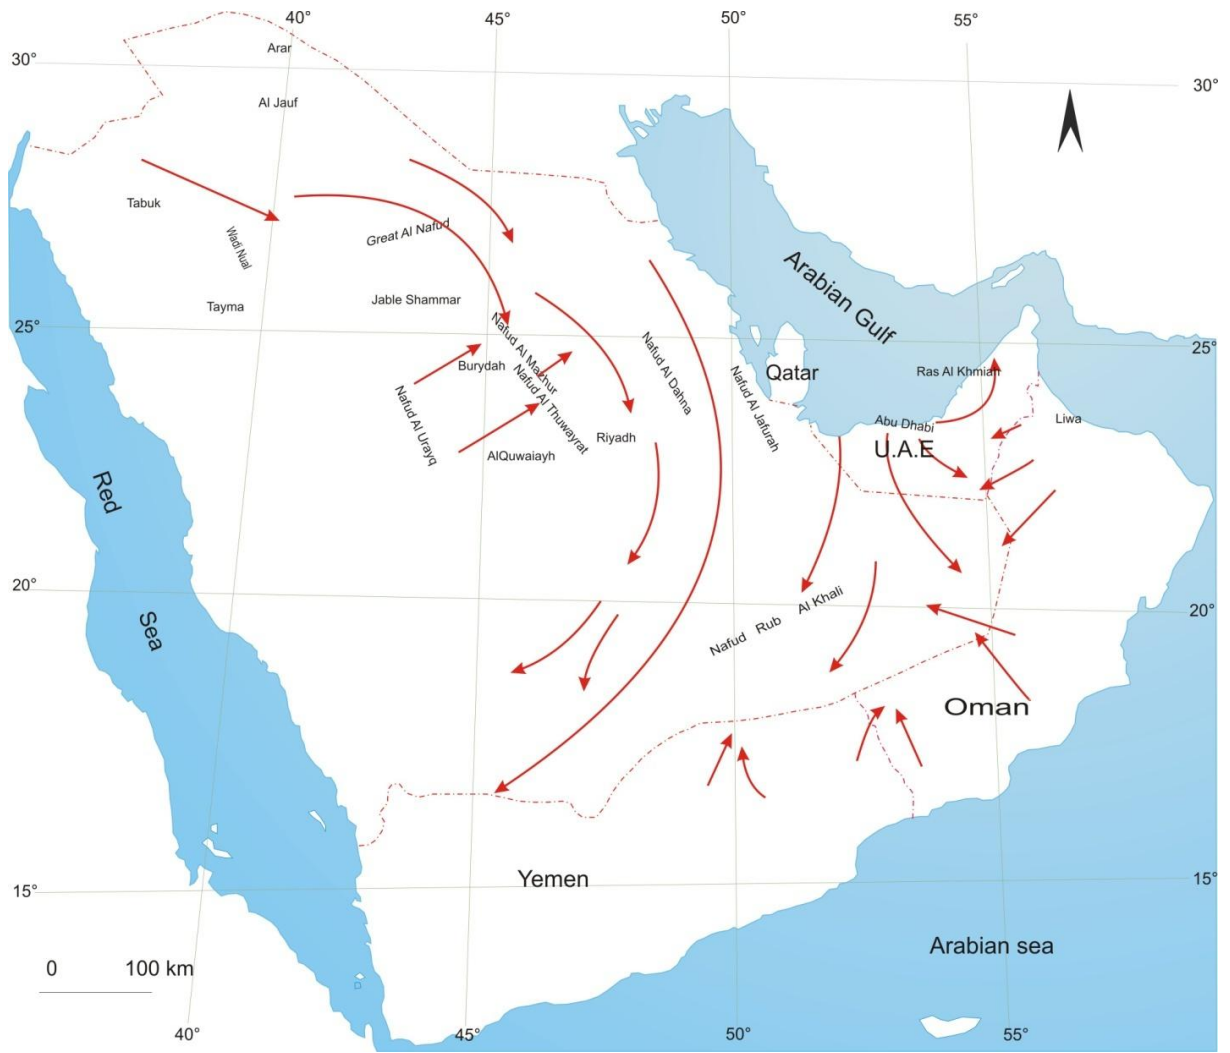 40°
45°
50°
55°
30°
30°
Arar
Al Jauf
Tabuk
Wadi Nual
Great Al Nafud
Tayma
Jable Shammar
Arabian Gulf
25°
25°
Nafud Al Mazhur
Burydah
Nafud Al Thuwayrat
Nafud Al Urayq
AlQuwaiayh
Riyadh
Nafud Al Dahna
Nafud Al Jafurah
Qatar
Ras Al Khmiah
Abu Dhabi
U.A.E
Liwa
Red
Sea
20°
20°
Nafud Rub Al Khali
Oman
Yemen
15°
15°
Arabian sea
0 100 km
40°
45°
50°
55°